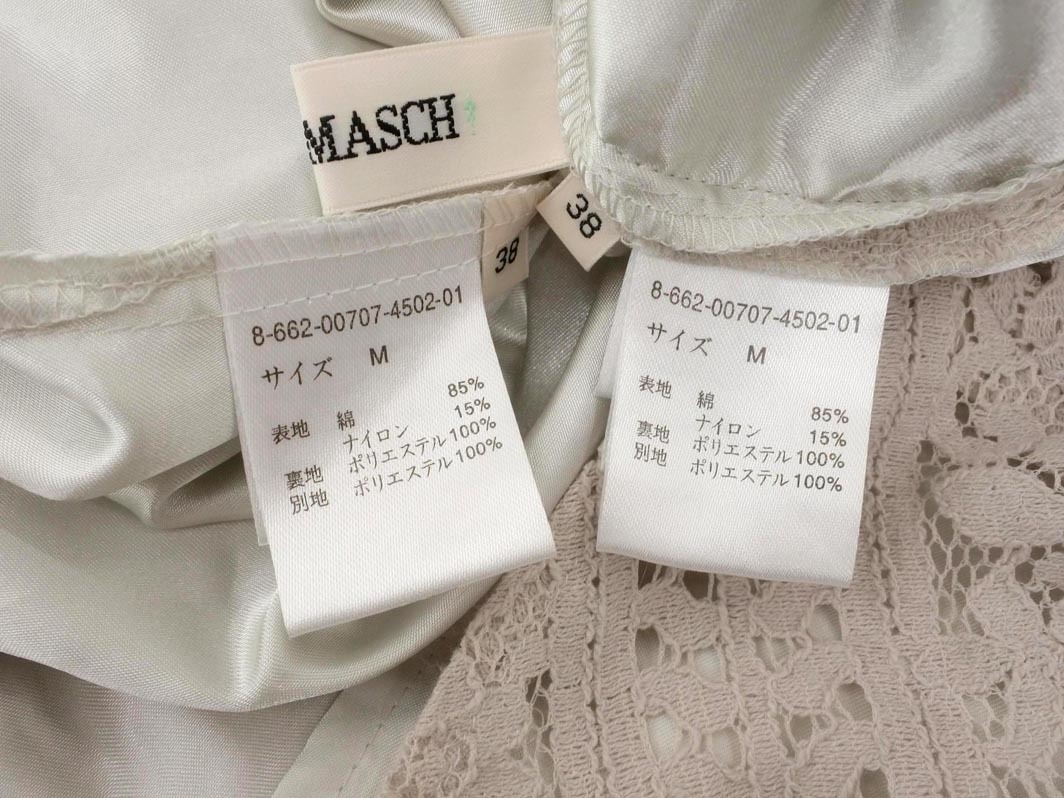 MASCH
38
38
8-662-00707-4502-01
サイズ M
表地 綿 85%
ナイロン 15%
裏地 ポリエステル 100%
別地 ポリエステル 100%
8-662-00707-4502-01
サイズ M
表地 綿 85%
ナイロン 15%
裏地 ポリエステル 100%
別地 ポリエステル 100%